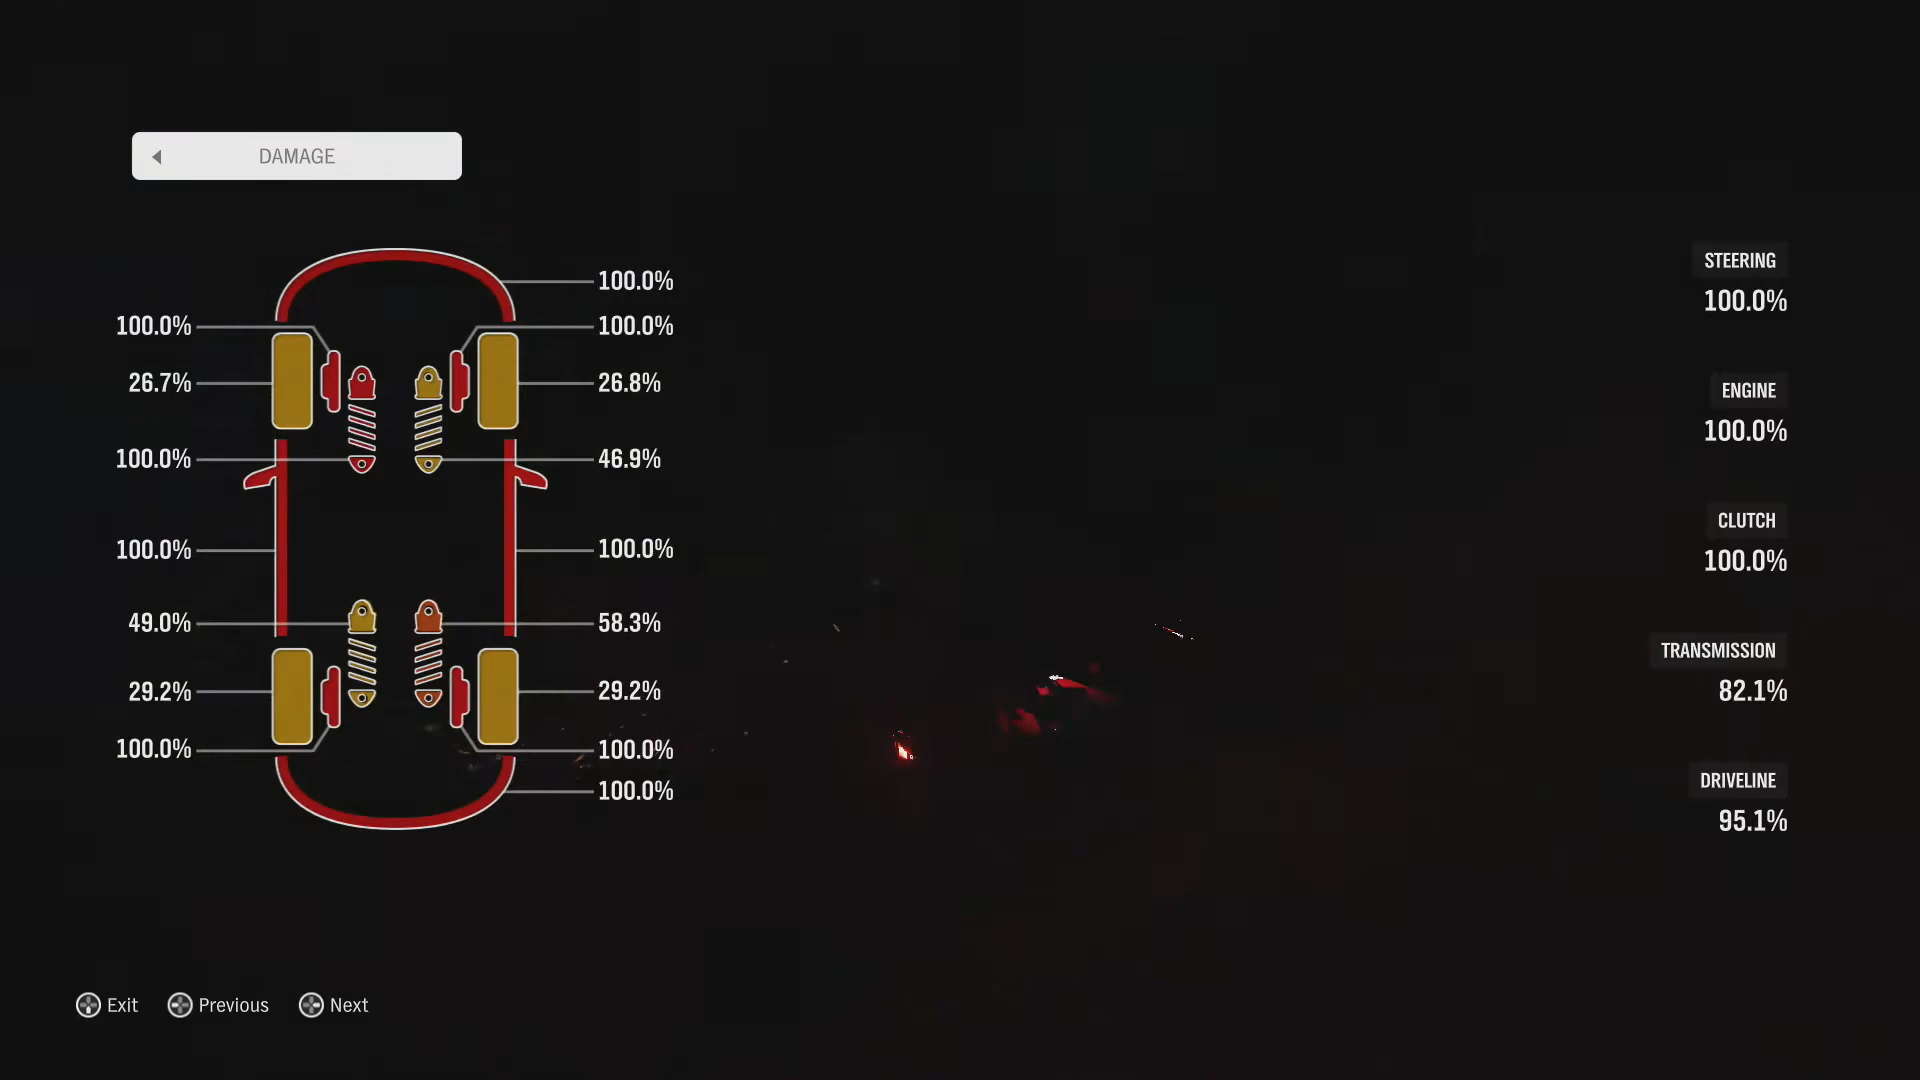 DAMAGE
100.0%
100.0% 100.0%
26.7% 26.8%
100.0% 46.9%
100.0% 100.0%
49.0% 58.3%
29.2% 29.2%
100.0% 100.0%
100.0%
STEERING
100.0%
ENGINE
100.0%
CLUTCH
100.0%
TRANSMISSION
82.1%
DRIVELINE
95.1%
Exit Previous Next